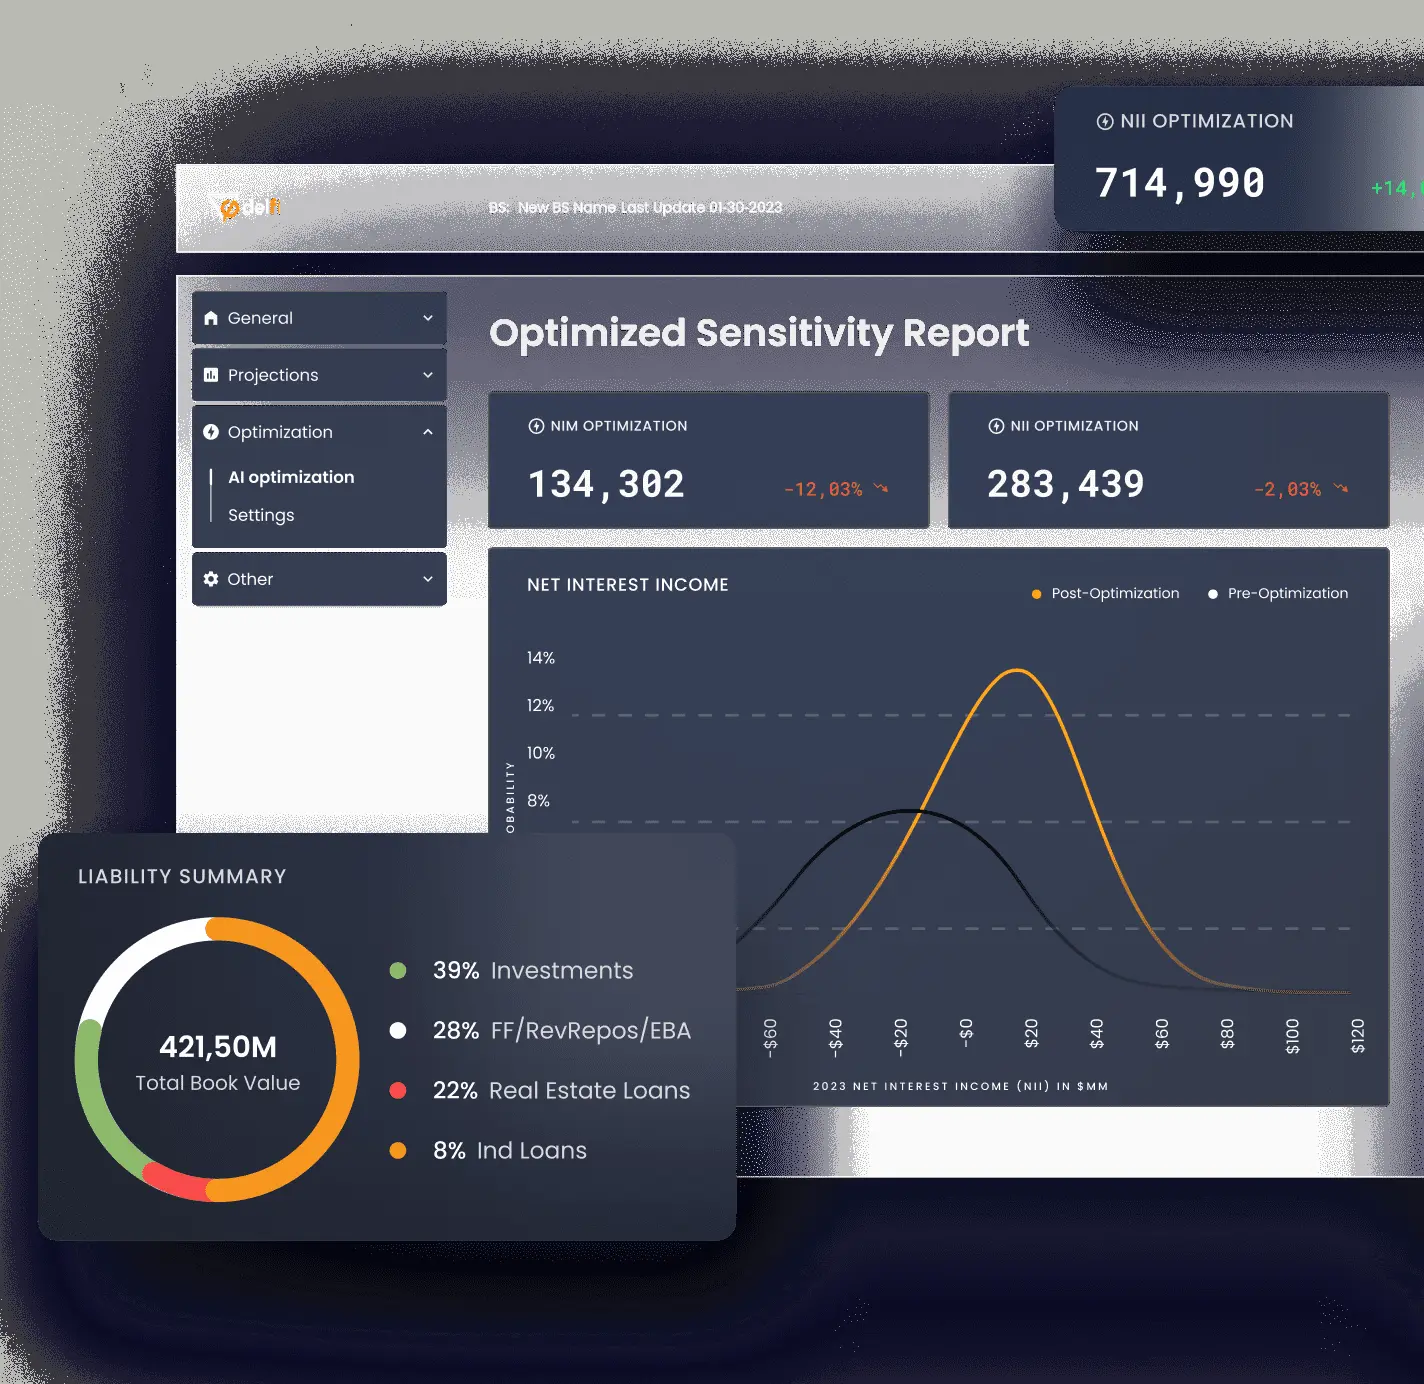 NII OPTIMIZATION
714,990
deli
BS: New BS Name Last Update 01-30-2023
General
Projections
Optimization
AI optimization
Settings
Other
Optimized Sensitivity Report
NIM OPTIMIZATION
134,302
-12,03%
NII OPTIMIZATION
283,439
-2,03%
NET INTEREST INCOME
Post-Optimization
Pre-Optimization
14%
12%
10%
8%
-$60
-$40
-$20
-$0
$20
$40
$60
$80
$100
$120
2023 NET INTEREST INCOME (NII) IN $MM
LIABILITY SUMMARY
421,50M
Total Book Value
39% Investments
28% FF/RevRepos/EBA
22% Real Estate Loans
8% Ind Loans